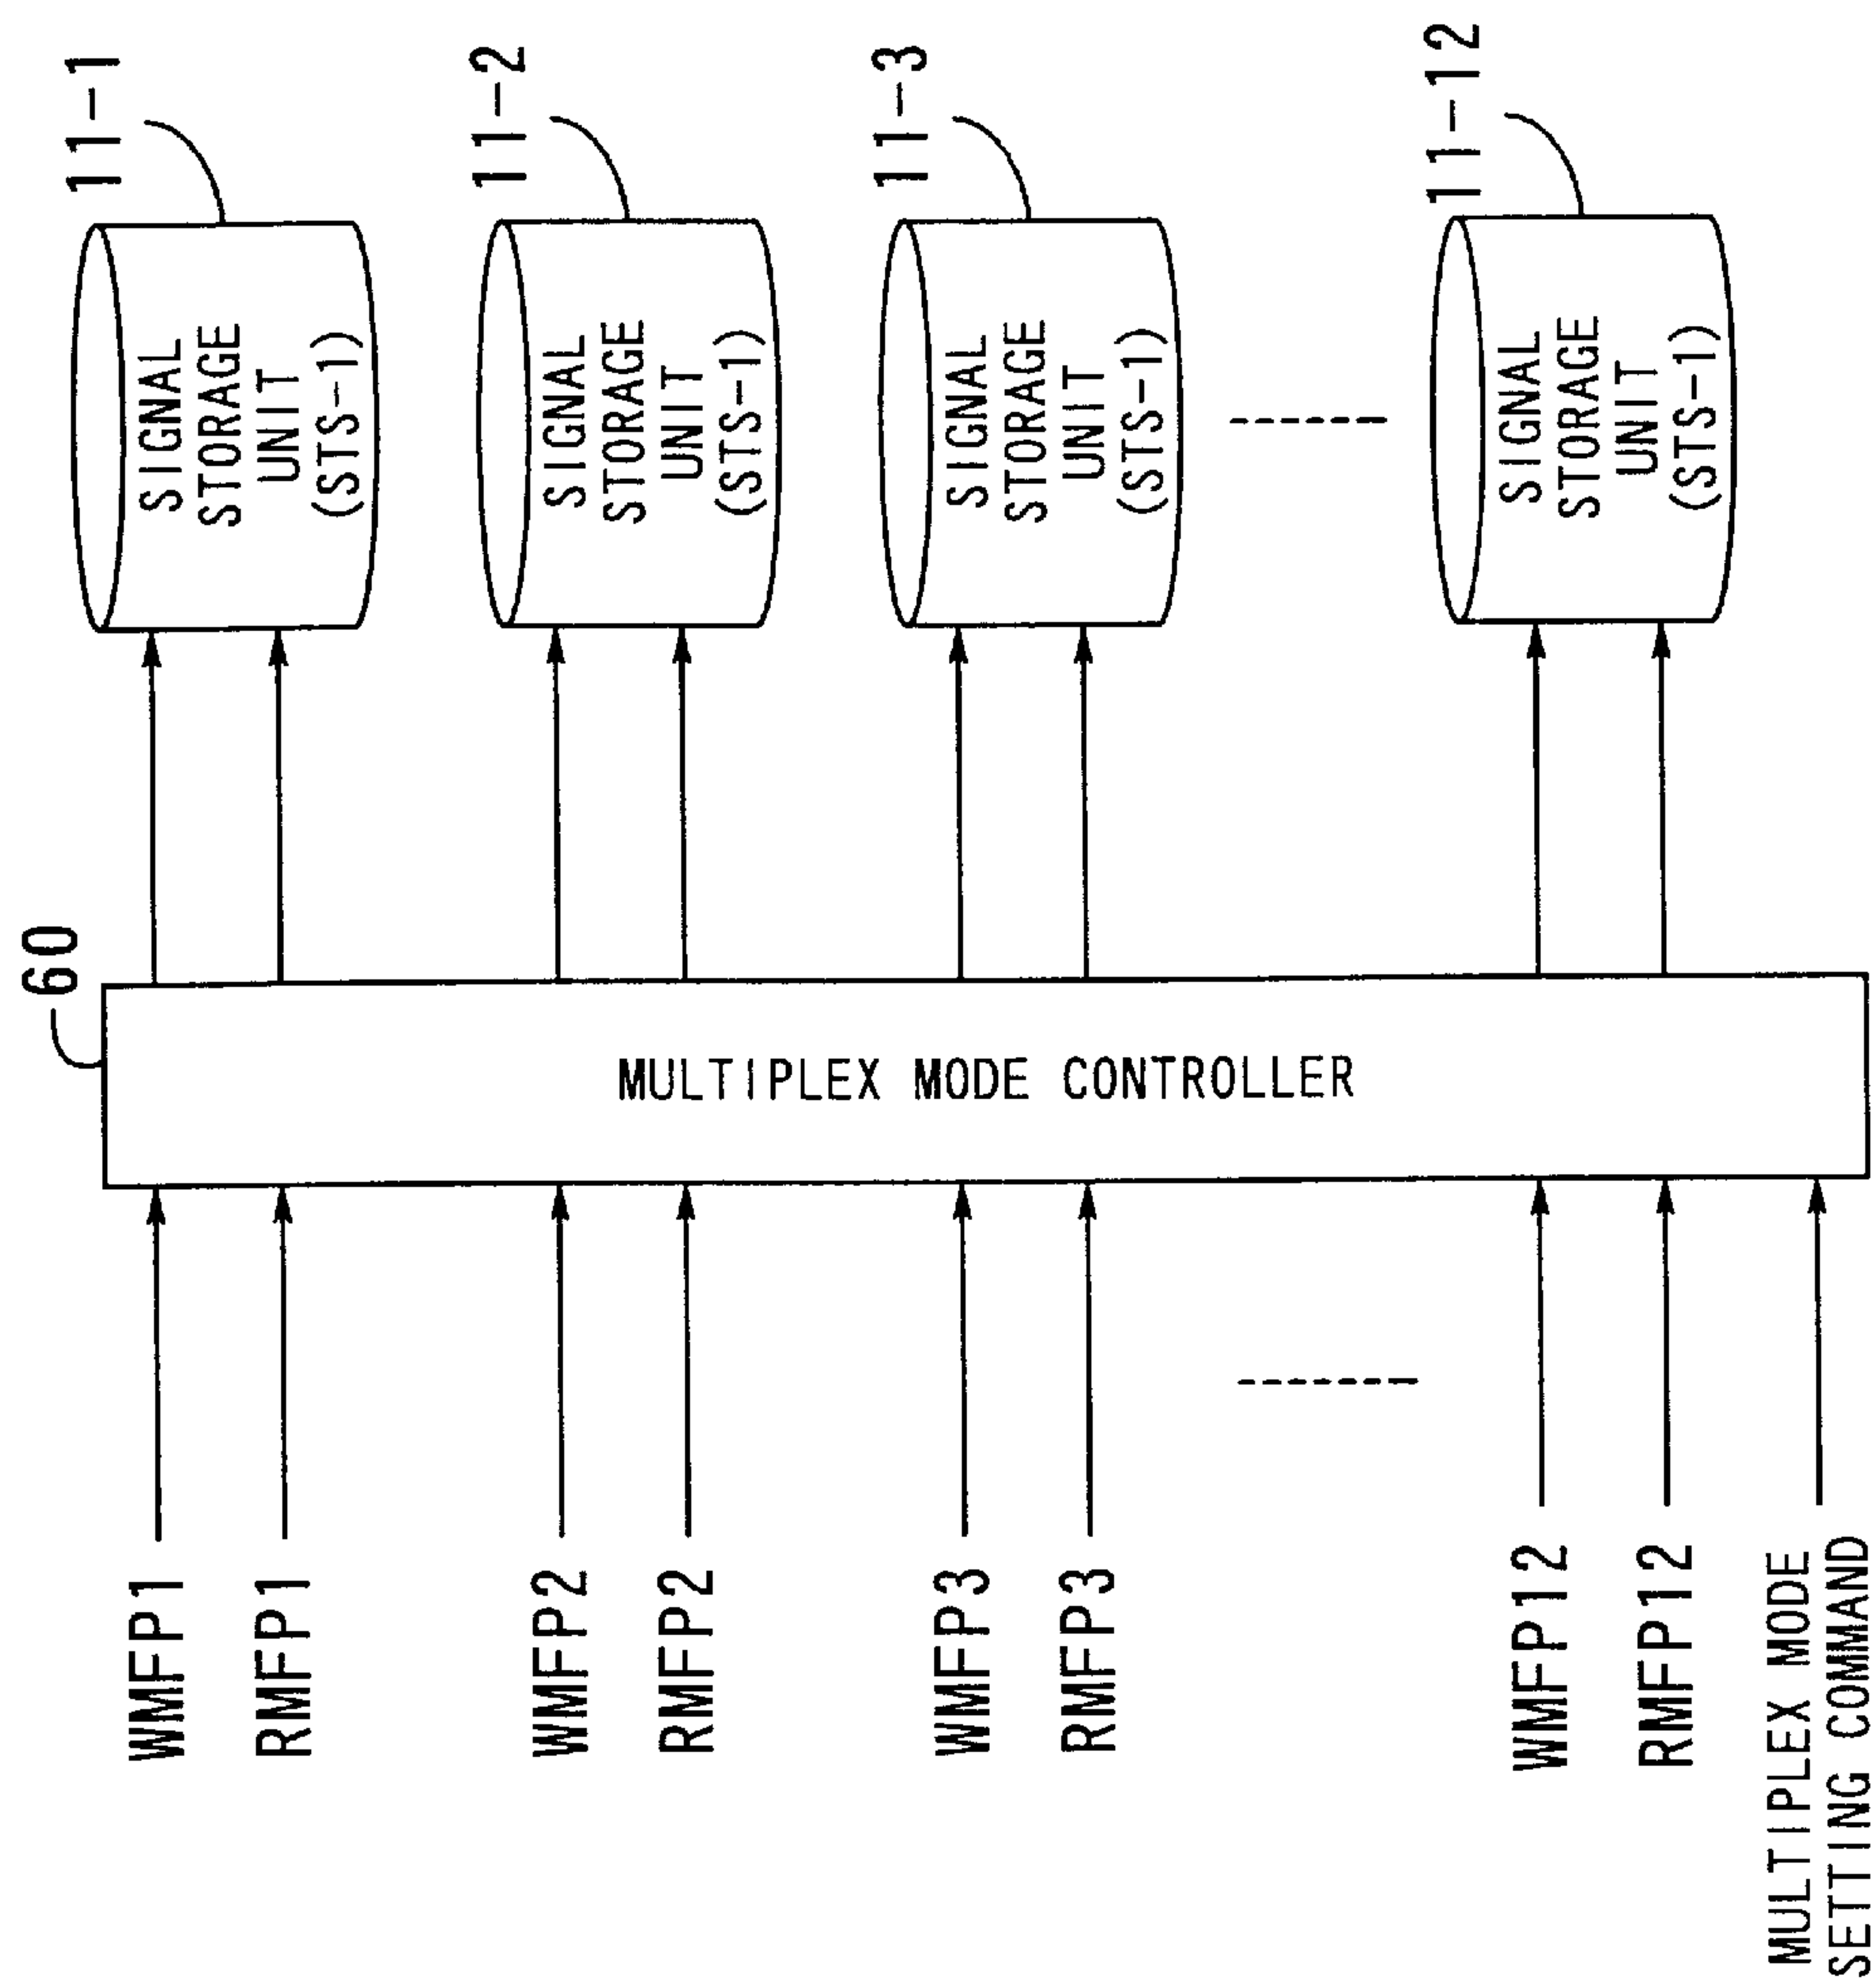 60
11-1
WMFP1
RMFP1
SIGNAL
STORAGE
UNIT
(STS-1)
11-2
WMFP2
RMFP2
SIGNAL
STORAGE
UNIT
(STS-1)
11-3
WMFP3
RMFP3
SIGNAL
STORAGE
UNIT
(STS-1)
MULTIPLEX MODE CONTROLLER
11-12
WMFP12
RMFP12
SIGNAL
STORAGE
UNIT
(STS-1)
MULTIPLEX MODE
SETTING COMMAND